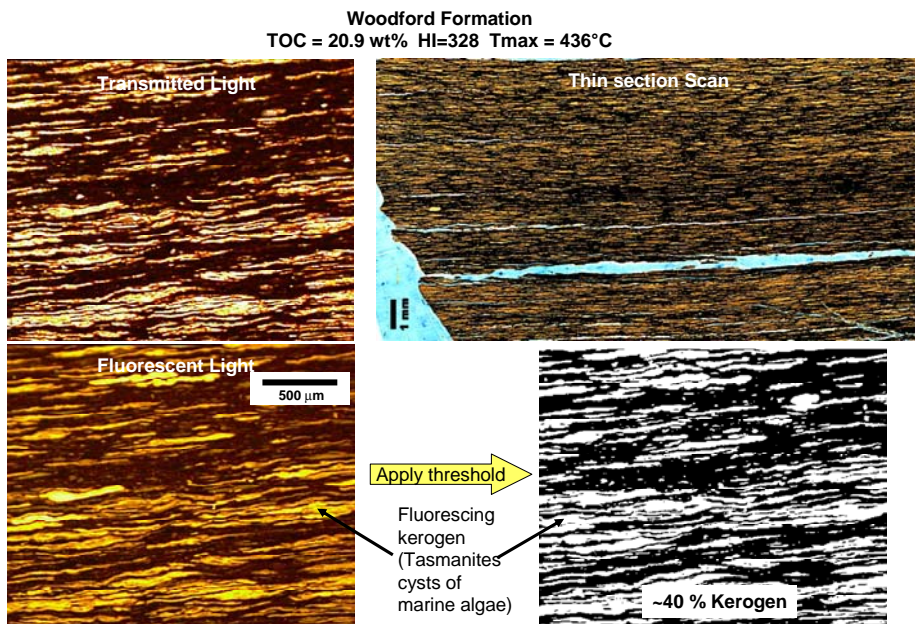 Woodford Formation
TOC = 20.9 wt% HI=328 Tmax = 436°C
Transmitted Light
Thin section Scan
1 mm
Fluorescent Light
500 μm
Apply threshold
Fluorescing
kerogen
(Tasmanites
cysts of
marine algae)
~40 % Kerogen